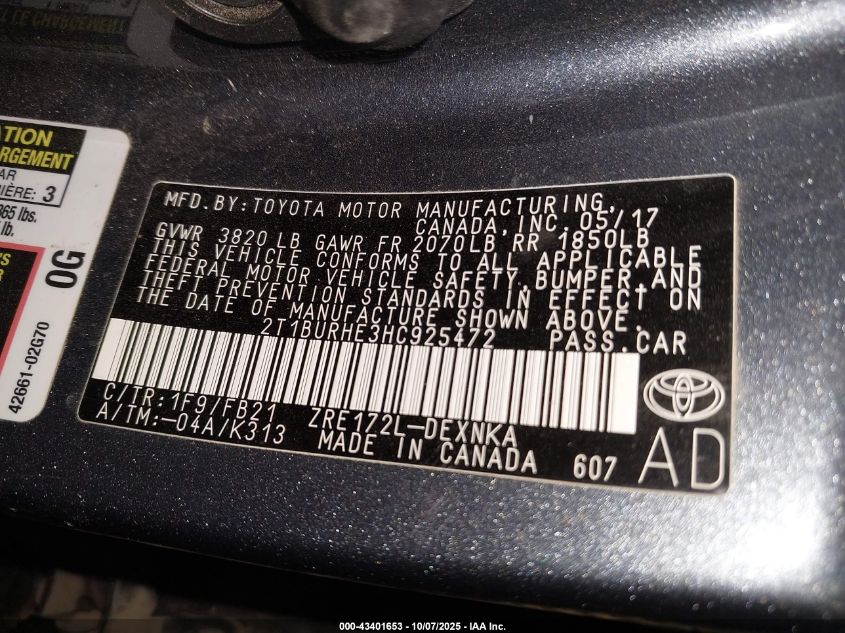 TION
RGEMENT
AR
IÈRE: 3
365 lbs.
lb.
0G
42661-02G70
MFD.BY:TOYOTA MOTOR MANUFACTURING,
CANADA, INC. 05/17
GVWR 3820 LB GAWR FR 2070LB RR 1850LB
THIS VEHICLE CONFORMS TO ALL APPLICABLE
FEDERAL MOTOR VEHICLE SAFETY, BUMPER, AND
THEFT PREVENTION STANDARDS IN EFFECT ON
THE DATE OF MANUFACTURE SHOWN ABOVE.
2T1BURHE3HC925472 PASS.CAR
C/TR:1F9/FB21 ZRE172L-DEXNKA
A/TM:-04A/K313 MADE IN CANADA 607 AD
000-43401653 - 10/07/2025 - IAA Inc.